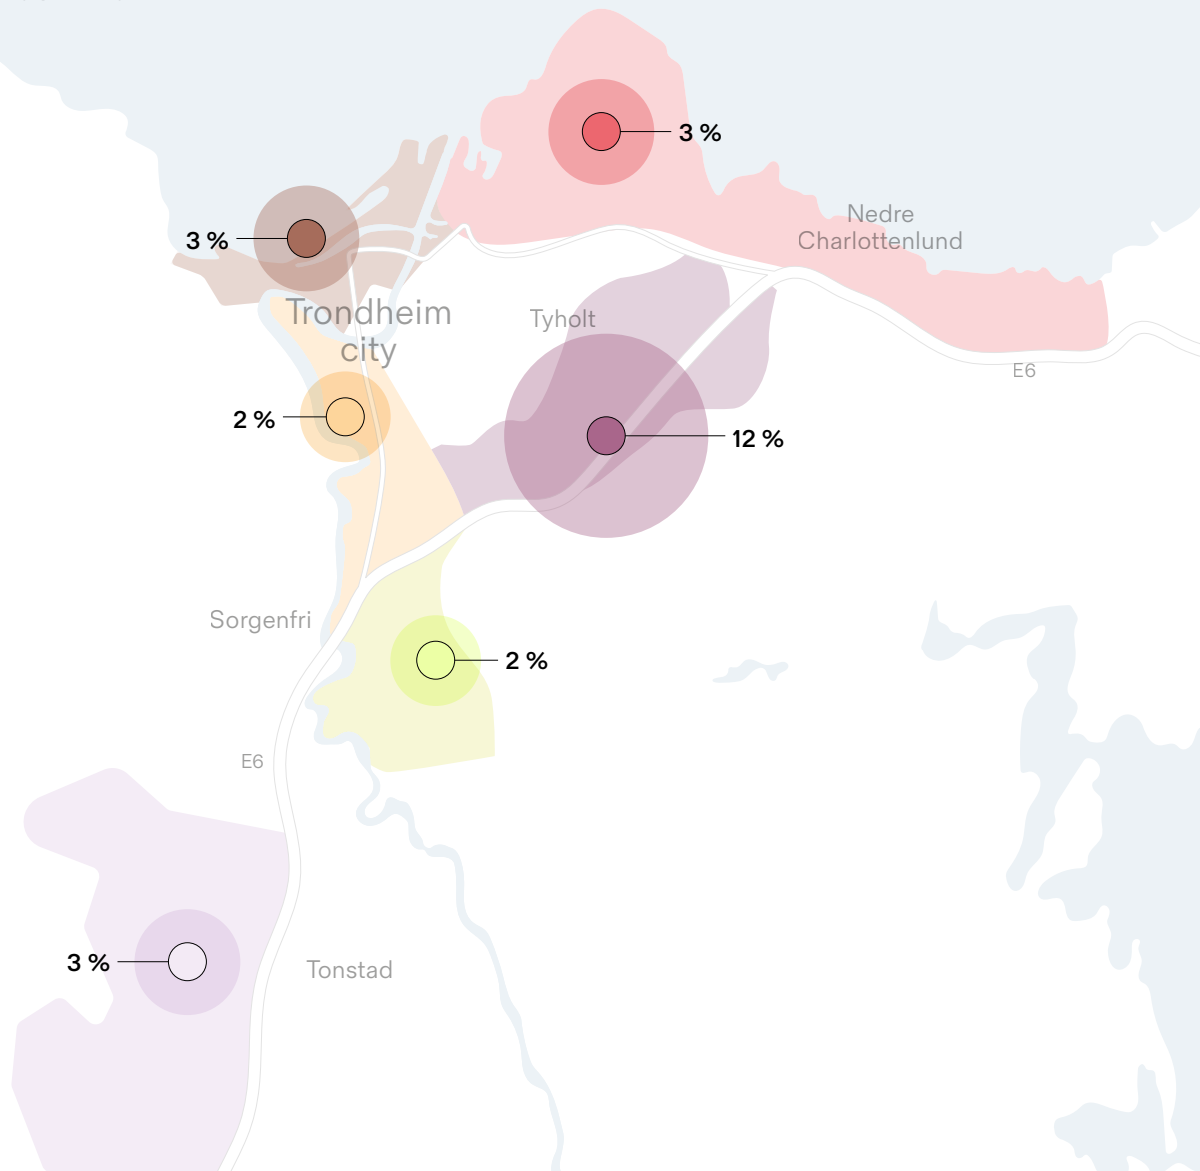 3 %
Nedre
Charlottenlund
3 %
Trondheim
city
Tyholt
E6
2 %
12 %
Sorgenfri
2 %
E6
3 %
Tonstad